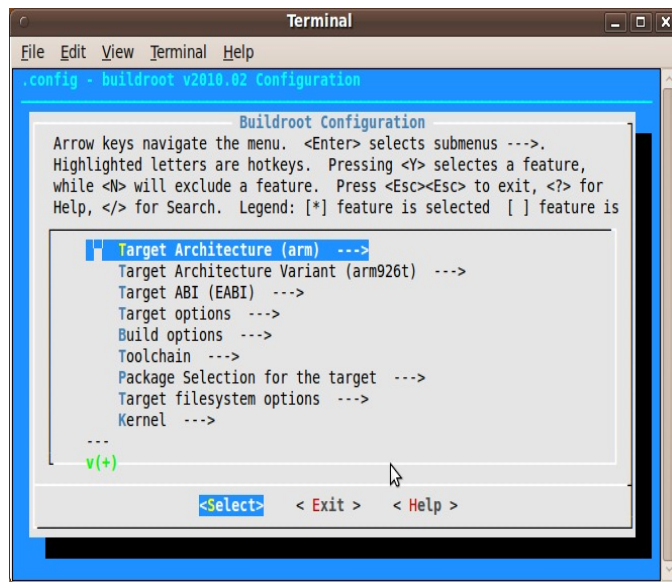 Terminal
File Edit View Terminal Help
.config - buildroot v2010.02 Configuration
Buildroot Configuration
Arrow keys navigate the menu. <Enter> selects submenus --->.
Highlighted letters are hotkeys. Pressing <Y> selectes a feature,
while <N> will exclude a feature. Press <Esc><Esc> to exit, <?> for
Help, </> for Search. Legend: [*] feature is selected [ ] feature is
Target Architecture (arm) --->
Target Architecture Variant (arm926t) --->
Target ABI (EABI) --->
Target options --->
Build options --->
Toolchain --->
Package Selection for the target --->
Target filesystem options --->
Kernel --->
---
v(+)
<Select> < Exit > < Help >